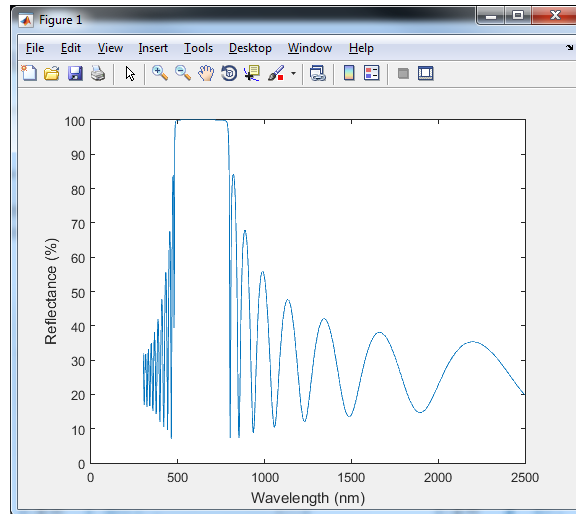 Figure 1
File Edit View Insert Tools Desktop Window Help
100
90
80
70
60
50
40
30
20
10
0
Reflectance (%)
0 500 1000 1500 2000 2500
Wavelength (nm)